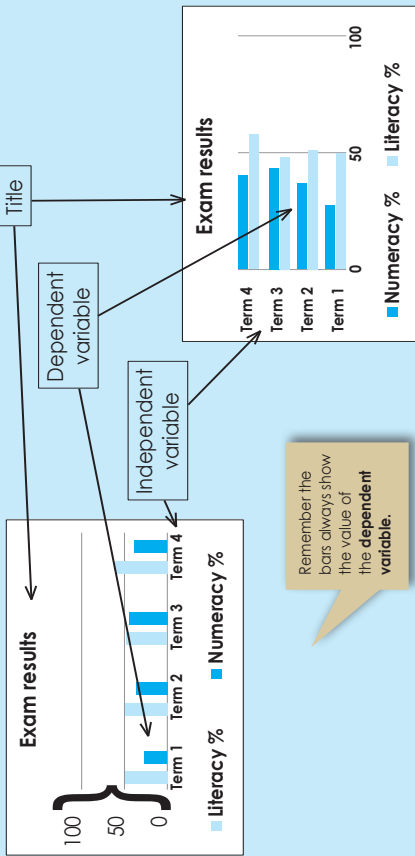 Title
Dependent
variable
Independent
variable
Exam results
100
50
0
Term 1
Term 2
Term 3
Term 4
Literacy %
Numeracy %
Exam results
Term 4
Term 3
Term 2
Term 1
0
50
100
Numeracy %
Literacy %
Remember the
bars always show
the value of
the dependent
variable.